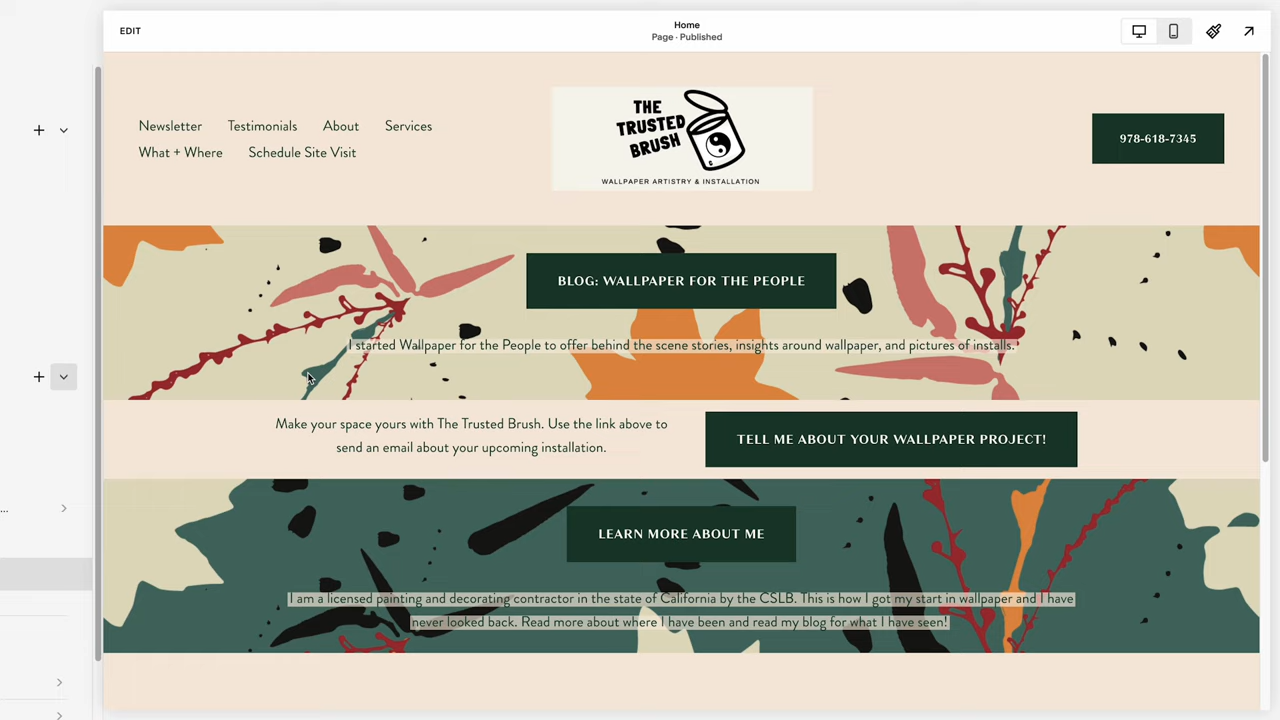 EDIT
Home
Page · Published
Newsletter Testimonials About Services
What + Where Schedule Site Visit
THE
TRUSTED
BRUSH
WALLPAPER ARTISTRY & INSTALLATION
978-618-7345
BLOG: WALLPAPER FOR THE PEOPLE
I started Wallpaper for the People to offer behind the scene stories, insights around wallpaper, and pictures of installs.
Make your space yours with The Trusted Brush. Use the link above to
send an email about your upcoming installation.
TELL ME ABOUT YOUR WALLPAPER PROJECT!
LEARN MORE ABOUT ME
I am a licensed painting and decorating contractor in the state of California by the CSLB. This is how I got my start in wallpaper and I have
never looked back. Read more about where I have been and read my blog for what I have seen!
...